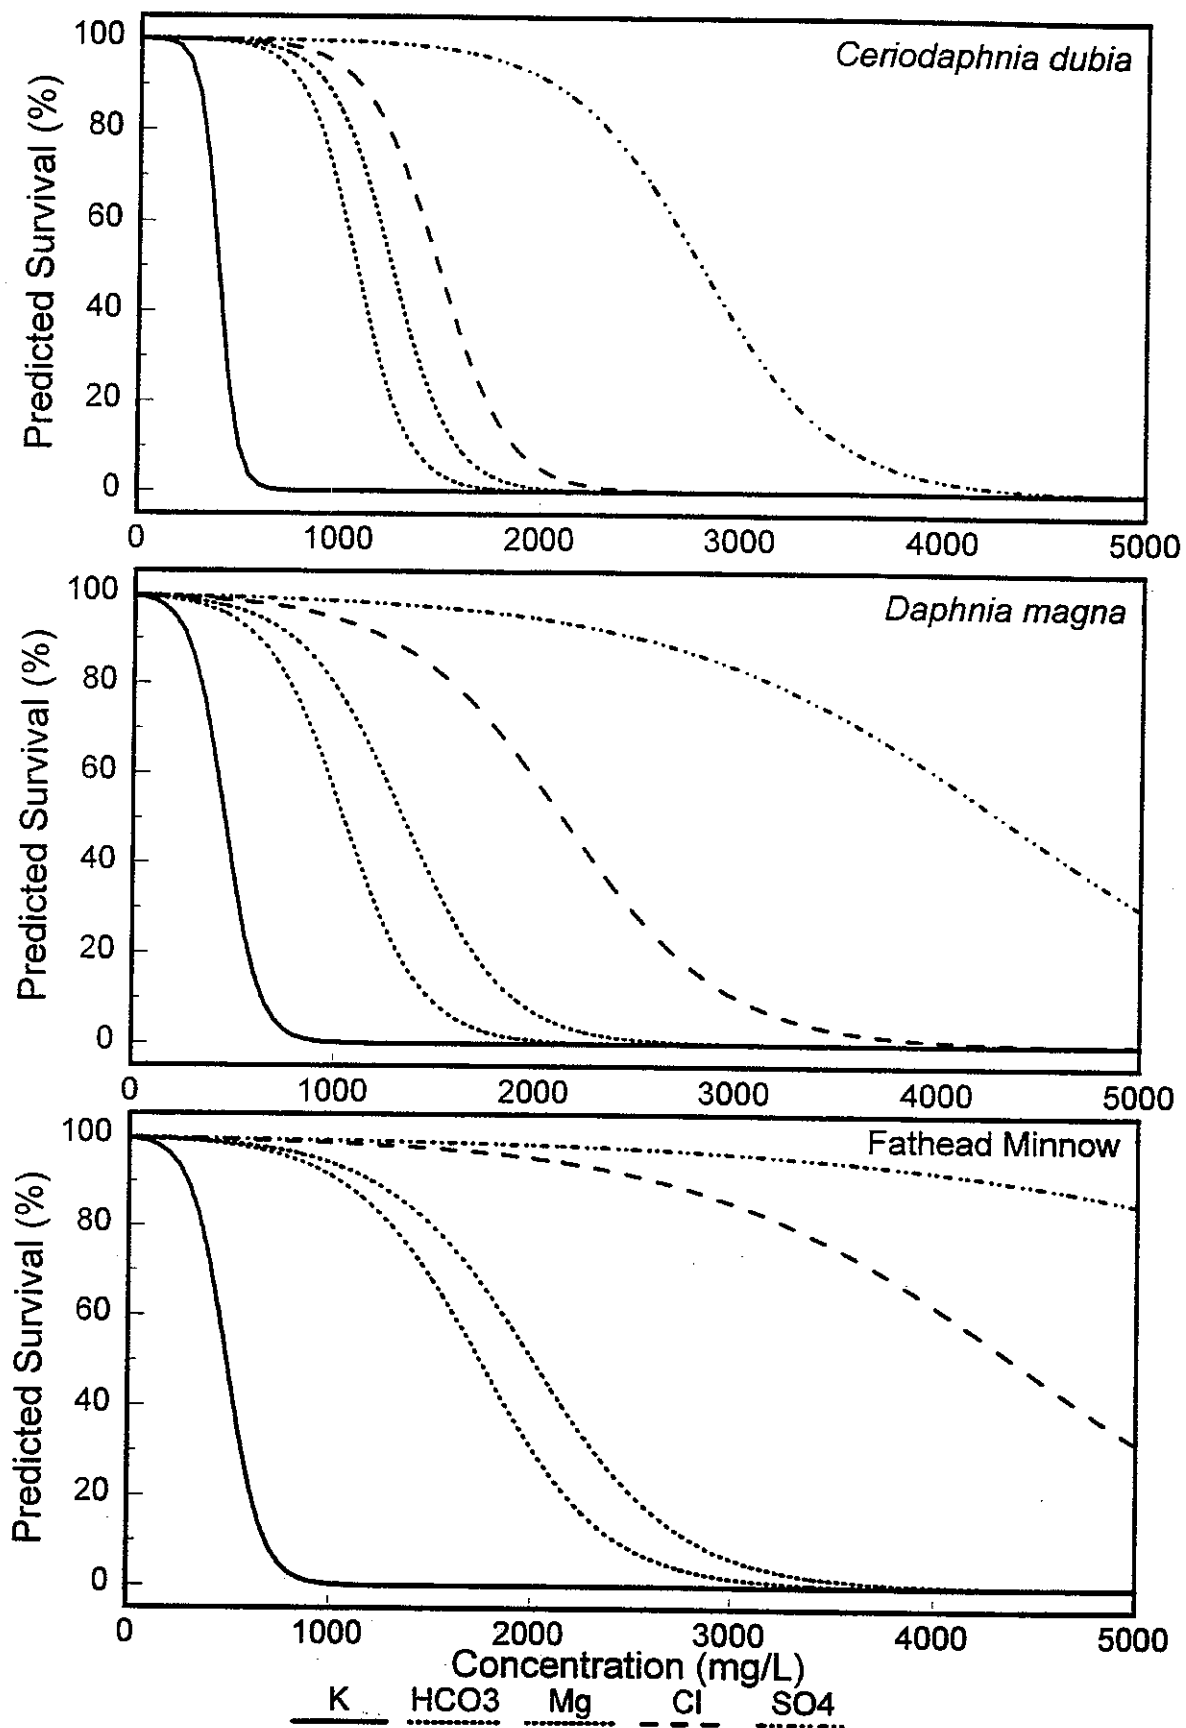 Ceriodaphnia dubia
Predicted Survival (%)
100
80
60
40
20
0
0 1000 2000 3000 4000 5000
Daphnia magna
Predicted Survival (%)
100
80
60
40
20
0
0 1000 2000 3000 4000 5000
Fathead Minnow
Predicted Survival (%)
100
80
60
40
20
0
0 1000 2000 3000 4000 5000
Concentration (mg/L)
K HCO3 Mg Cl SO4